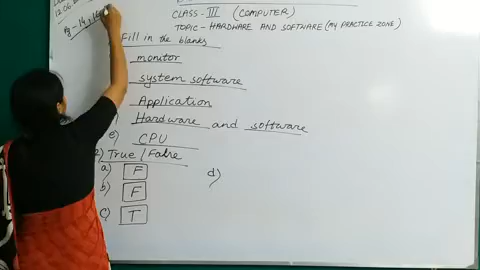 CLASS - III (COMPUTER)
TOPIC - HARDWARE AND SOFTWARE (MY PRACTICE ZONE)
Fill in the blanks
monitor
system software
Application
Hardware and software
e) CPU
True/False
a) F
b) F
c) T
d)